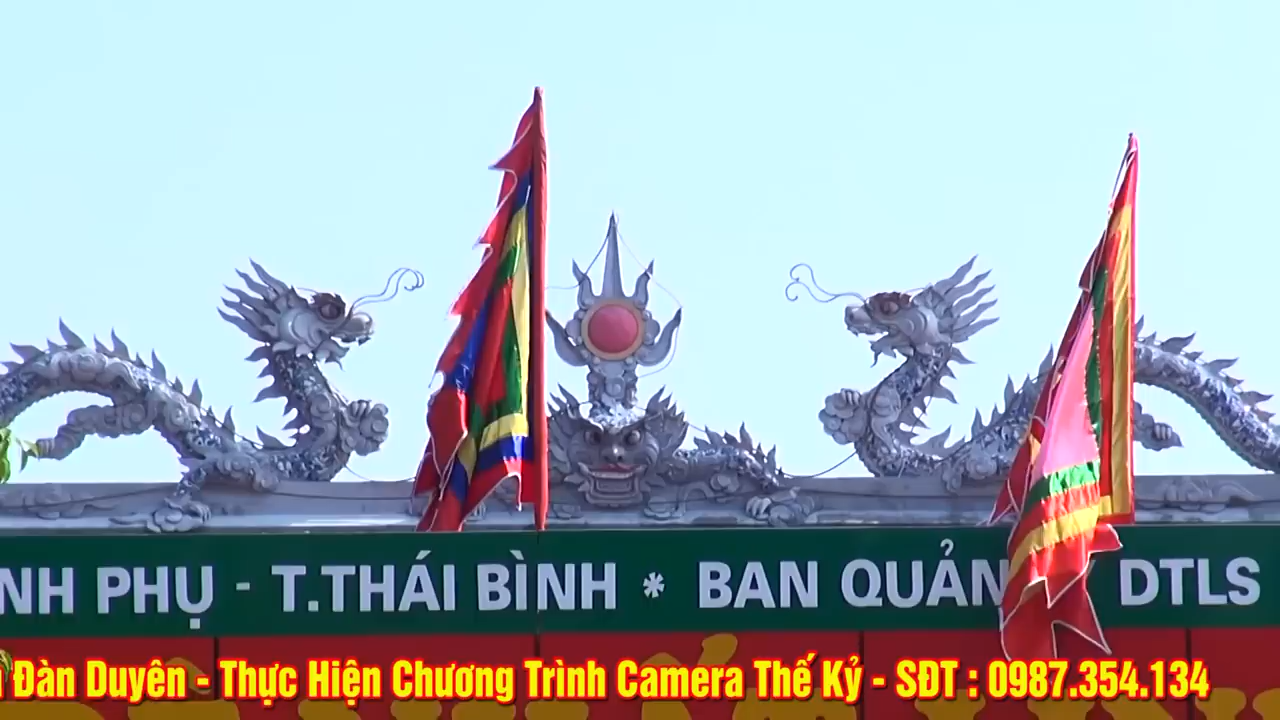 NH PHỤ - T.THÁI BÌNH * BAN QUẢN DTLS
Đàn Duyên - Thực Hiện Chương Trình Camera Thế Kỷ - SĐT : 0987.354.134